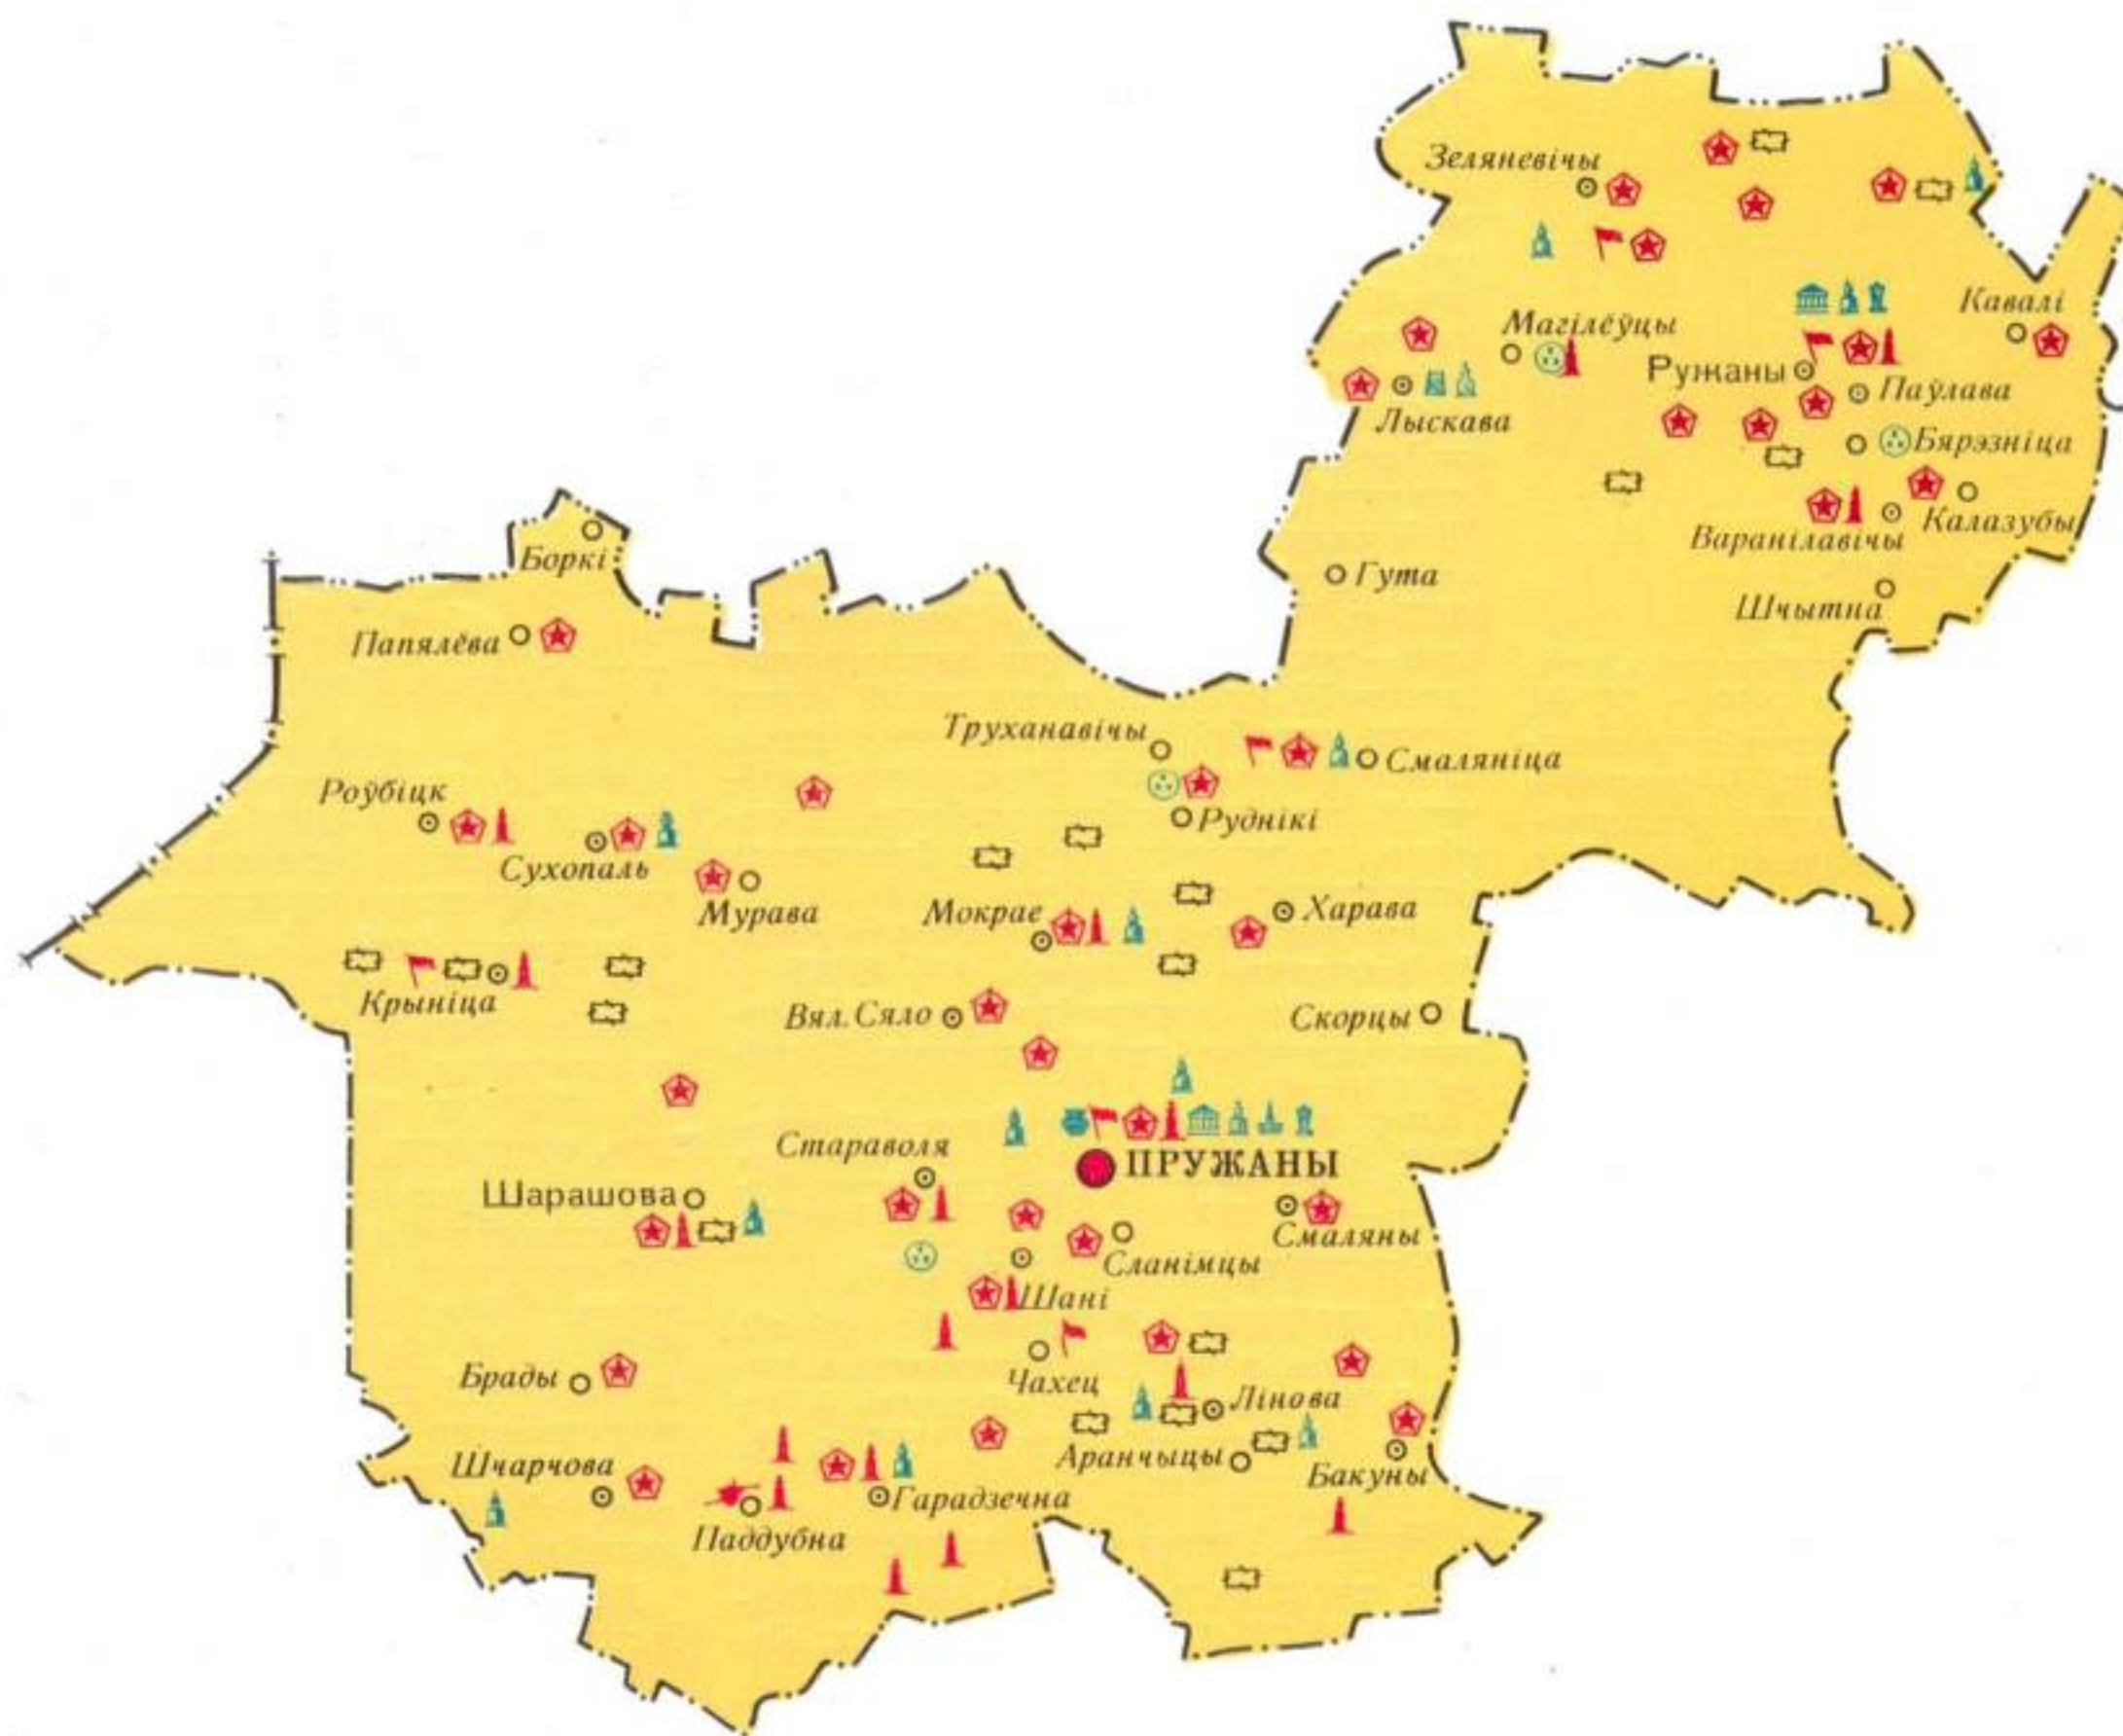 Зеляневічы
Кавалі
Магілёўцы
Ружаны
Паўлава
Лыскава
Бярэзніца
Калазубы
Варанілавічы
Боркі
Гута
Шчытна
Папялёва
Труханавічы
Смаляніца
Роўбіцк
Руднікі
Сухопаль
Мурава
Мокрае
Харава
Крыніца
Вял. Сяло
Скорцы
Стараволя
ПРУЖАНЫ
Шарашова
Смаляны
Сланімцы
Шані
Брады
Чахец
Лінова
Аранчыцы
Шчарчова
Бакуны
Гарадзечна
Паддубна